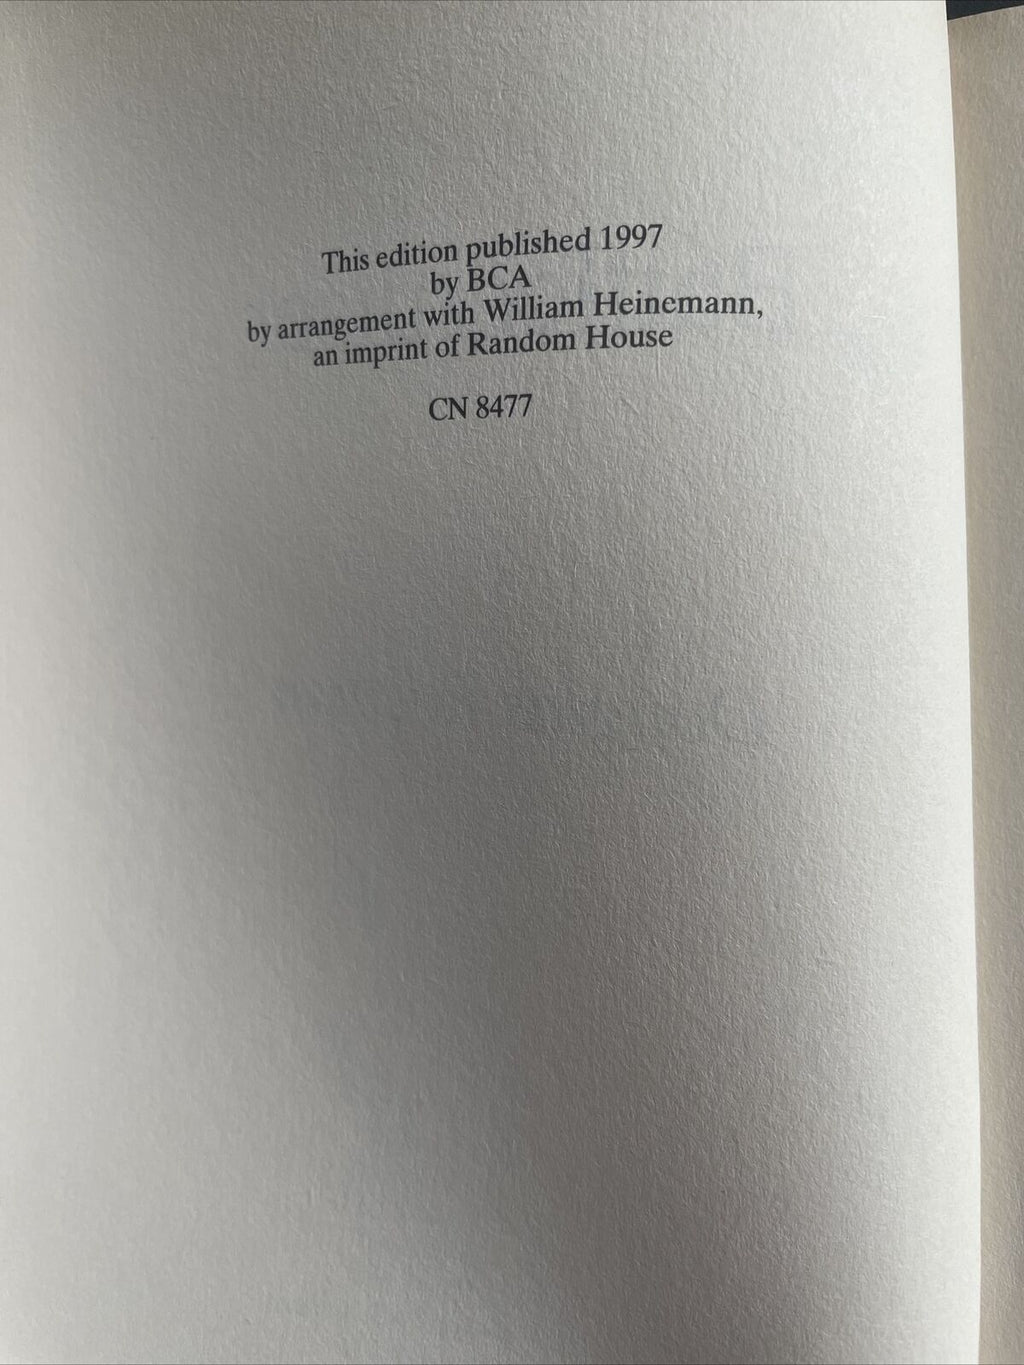 This edition published 1997
by BCA
by arrangement with William Heinemann,
an imprint of Random House
CN 8477